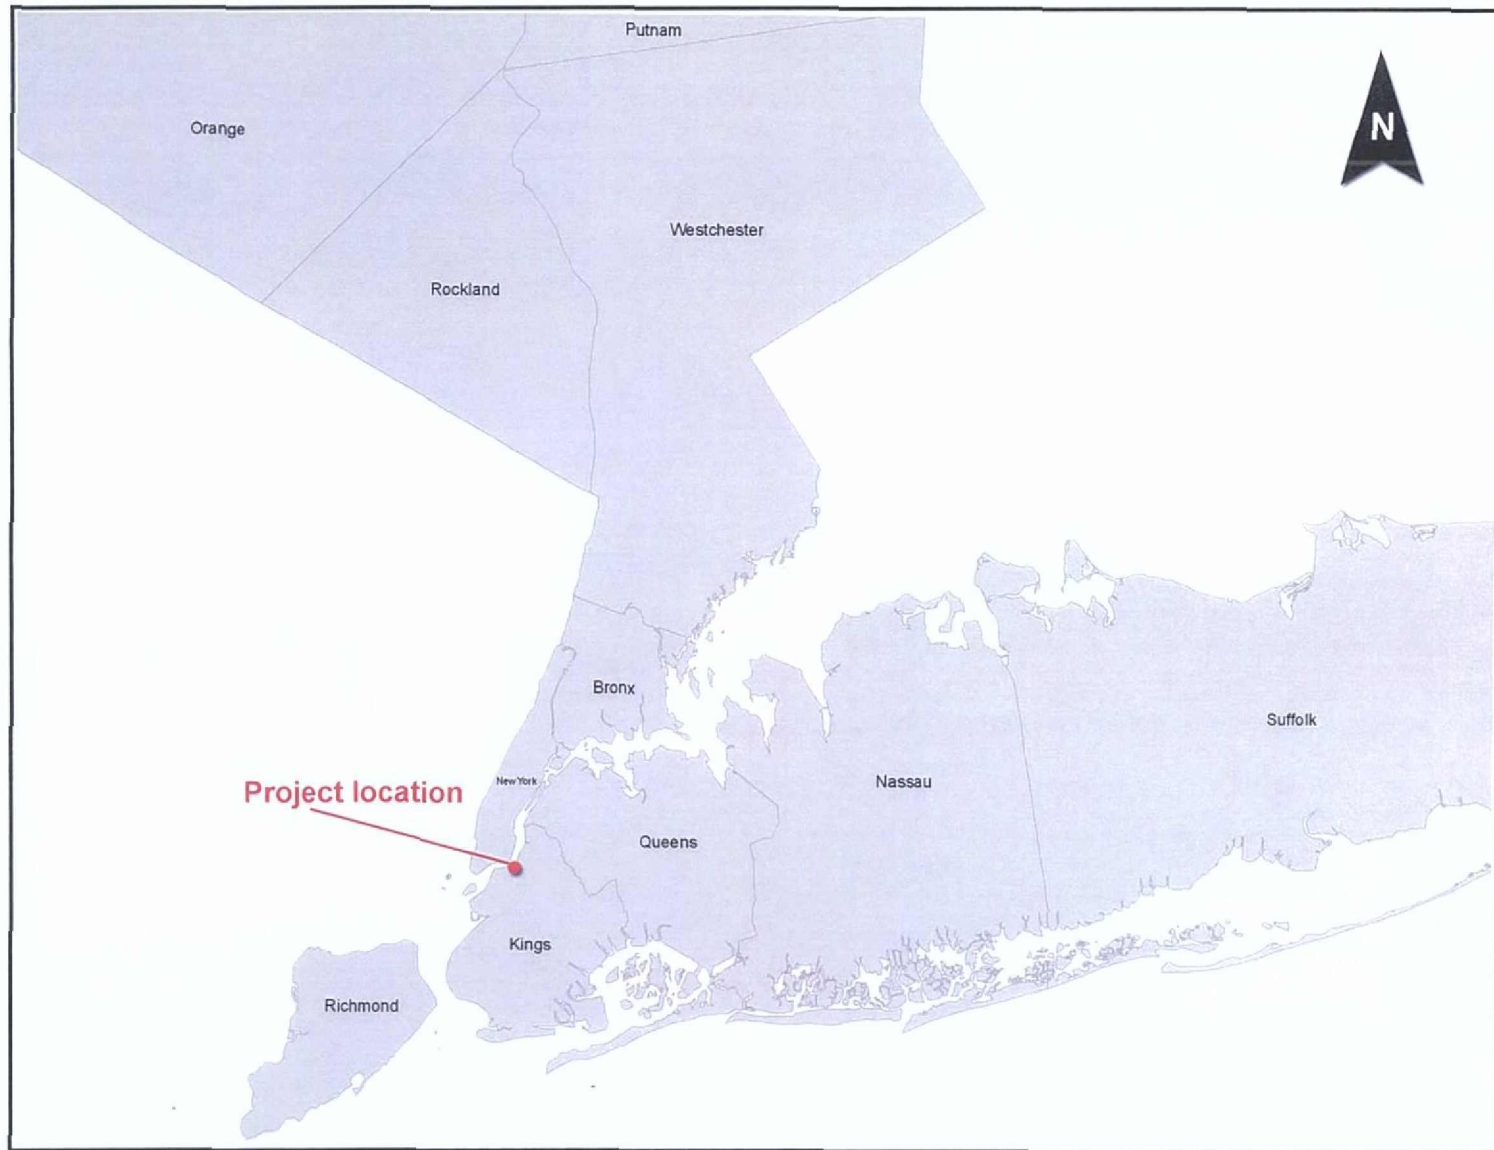 Putnam
N
Orange
Westchester
Rockland
Bronx
Suffolk
New York
Nassau
Project location
Queens
Kings
Richmond